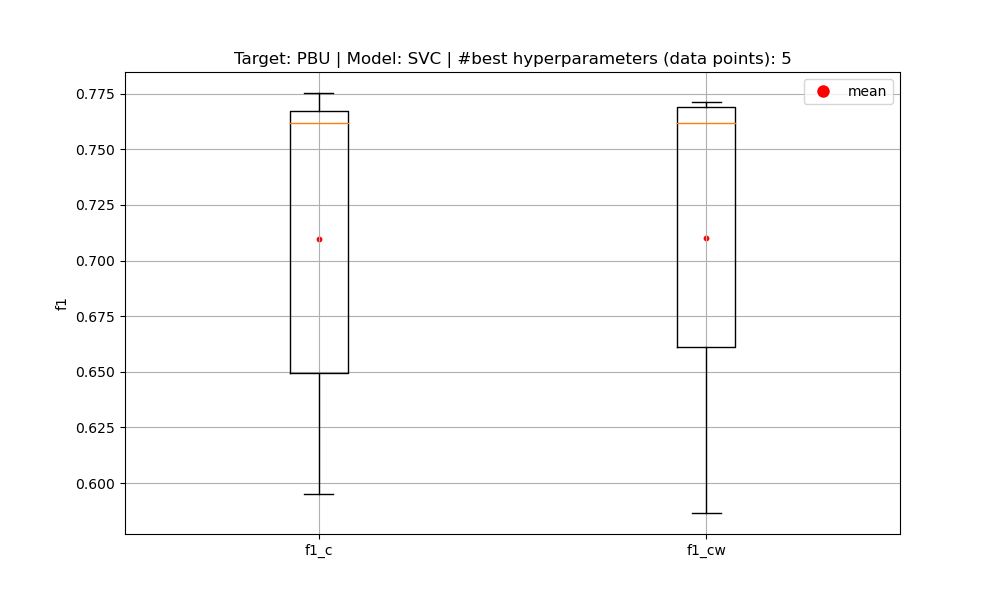 Target: PBU | Model: SVC | #best hyperparameters (data points): 5
mean
0.775
0.750
0.725
0.700
0.675
0.650
0.625
0.600
f1
f1_c
f1_cw